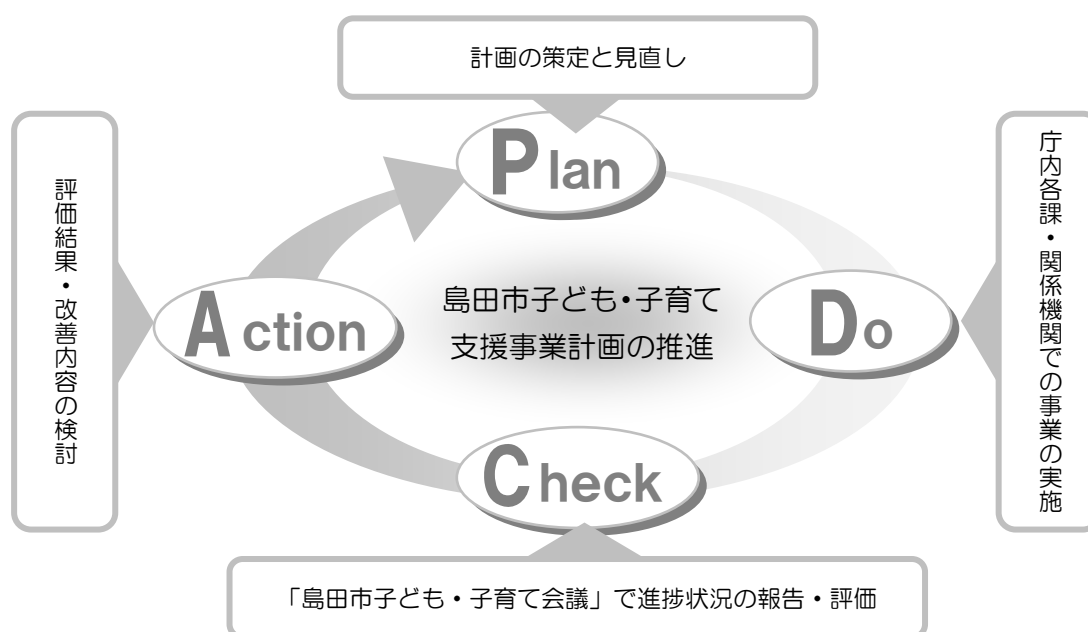 計画の策定と見直し
Plan
庁内各課・関係機関での事業の実施
Do
島田市子ども・子育て
支援事業計画の推進
評価結果・改善内容の検討
Action
Check
「島田市子ども・子育て会議」で進捗状況の報告・評価